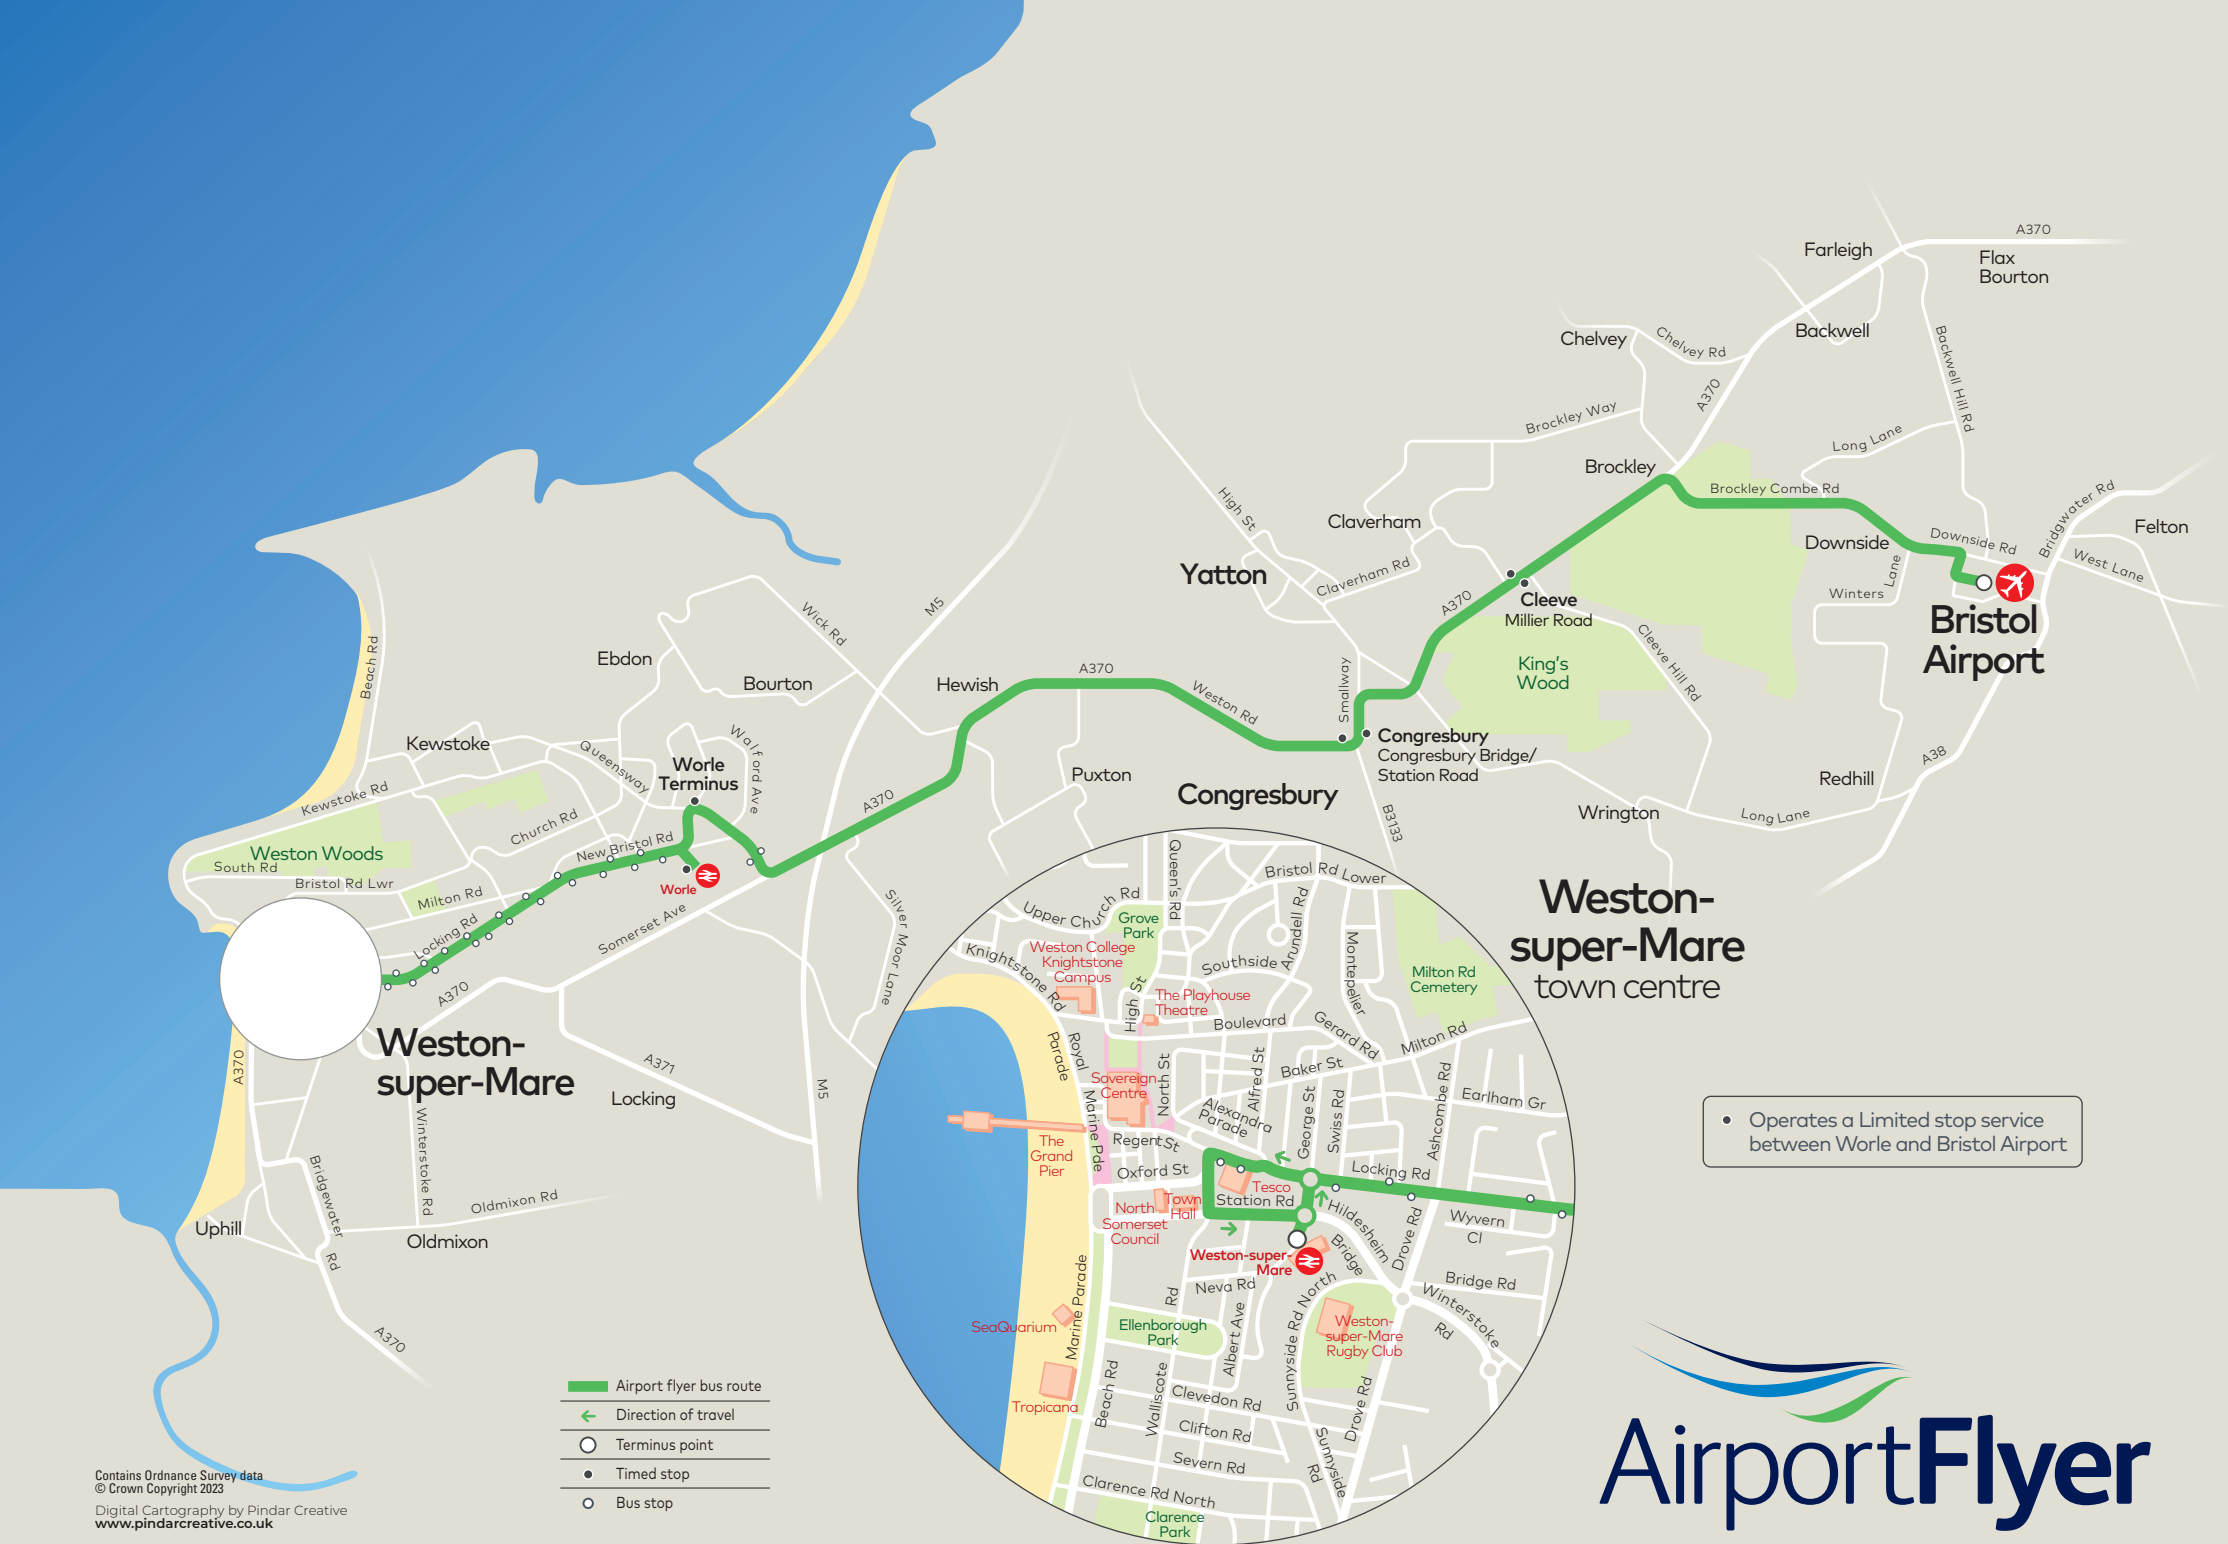 A370
Farleigh
Flax
Bourton
Backwell
Chelvey
Chelvey Rd
Backwell Hill Rd
A370
Brockley Way
Long Lane
Brockley
Brockley Combe Rd
Bridgwater Rd
Felton
High St
Claverham
Downside
Downside Rd
West Lane
Yatton
Claverham Rd
A370
Cleeve
Millier Road
Winters
Lane
Bristol
Airport
M5
Wick Rd
Beach Rd
Ebdon
Bourton
Hewish
A370
Weston Rd
Smallway
King's
Wood
Cleeve Hill Rd
Kewstoke
Queensway
Walford Ave
Worle
Terminus
Congresbury
Congresbury Bridge/
Station Road
A38
Puxton
Congresbury
Redhill
Kewstoke Rd
Church Rd
A370
B3133
Wrington
Long Lane
Weston Woods
South Rd
Bristol Rd Lwr
New Bristol Rd
Worle
Milton Rd
Locking Rd
Somerset Ave
Silver Moor Lane
A370
Weston-
super-Mare
A370
A371
Locking
M5
Winterstoke Rd
Bridgewater
Rd
Oldmixon Rd
Uphill
Oldmixon
A370
Weston-
super-Mare
town centre
Queen's Rd
Bristol Rd Lower
Upper Church Rd
Grove
Park
Arundell Rd
Weston College
Knightstone
Campus
Knightstone Rd
Southside
Montepelier
Milton Rd
Cemetery
High St
The Playhouse
Theatre
Boulevard
Gerard Rd
Milton Rd
Royal
Parade
North St
Alfred St
Baker St
Sovereign
Centre
Ashcombe Rd
Earlham Gr
Marine Pde
Alexandra
Parade
George St
Swiss Rd
The
Grand
Pier
Regent St
Oxford St
Locking Rd
Tesco
Station Rd
Town
Hall
North
Somerset
Council
Hildesheim
Bridge
Drove Rd
Wyvern
Cl
Weston-super-
Mare
Neva Rd
Bridge Rd
Winterstoke
Rd
Marine Parade
Rd
SeaQuarium
Ellenborough
Park
Albert Ave
Sunnyside Rd North
Weston-
super-Mare
Rugby Club
Tropicana
Beach Rd
Walliscote
Clevedon Rd
Clifton Rd
Drove Rd
Severn Rd
Sunnyside
Rd
Clarence Rd North
Clarence
Park
Operates a Limited stop service
between Worle and Bristol Airport
Airport flyer bus route
Direction of travel
Terminus point
Timed stop
Bus stop
Contains Ordnance Survey data
© Crown Copyright 2023
Digital Cartography by Pindar Creative
www.pindarcreative.co.uk
AirportFlyer